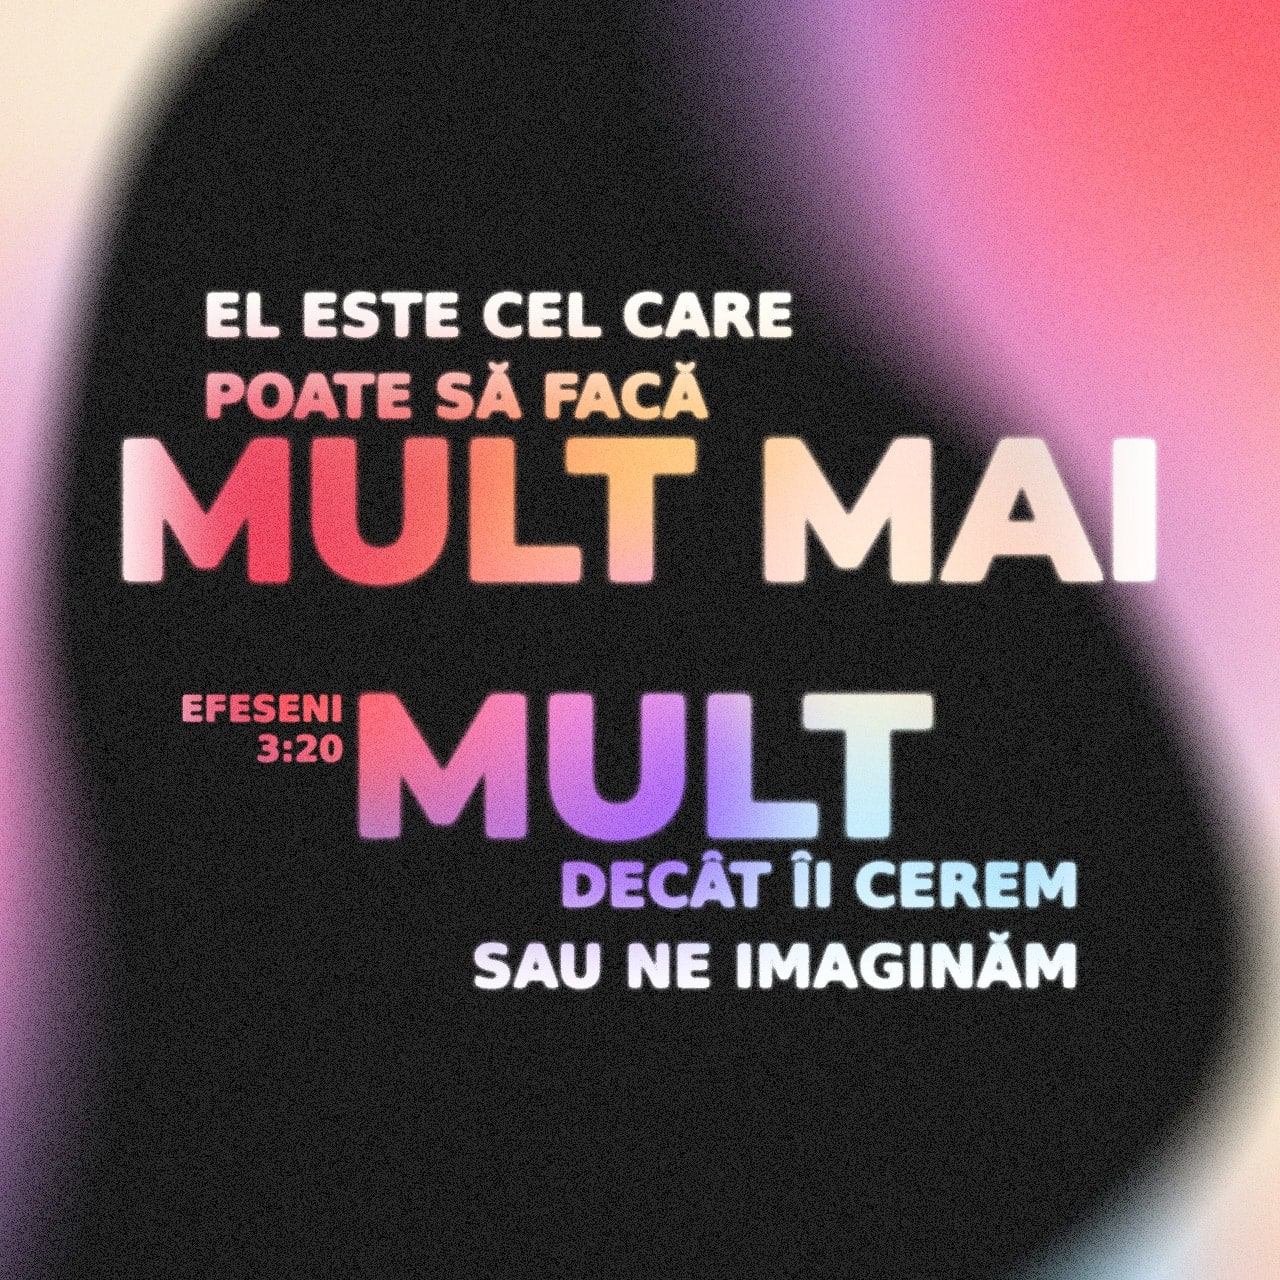 EL ESTE CEL CARE
POATE SĂ FACĂ
MULT MAI
EFESENI
3:20
MULT
DECÂT ÎI CEREM
SAU NE IMAGINĂM